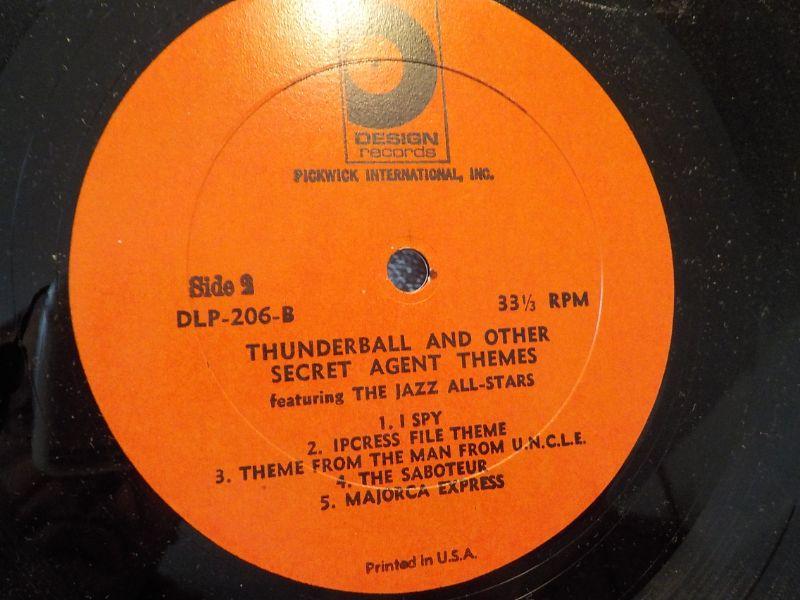 DESIGN
records
PICKWICK INTERNATIONAL, INC.
Side 2
DLP-206-B
33⅓ RPM
THUNDERBALL AND OTHER
SECRET AGENT THEMES
featuring THE JAZZ ALL-STARS
1. I SPY
2. IPCRESS FILE THEME
3. THEME FROM THE MAN FROM U.N.C.L.E.
4. THE SABOTEUR
5. MAJORCA EXPRESS
Printed in U.S.A.